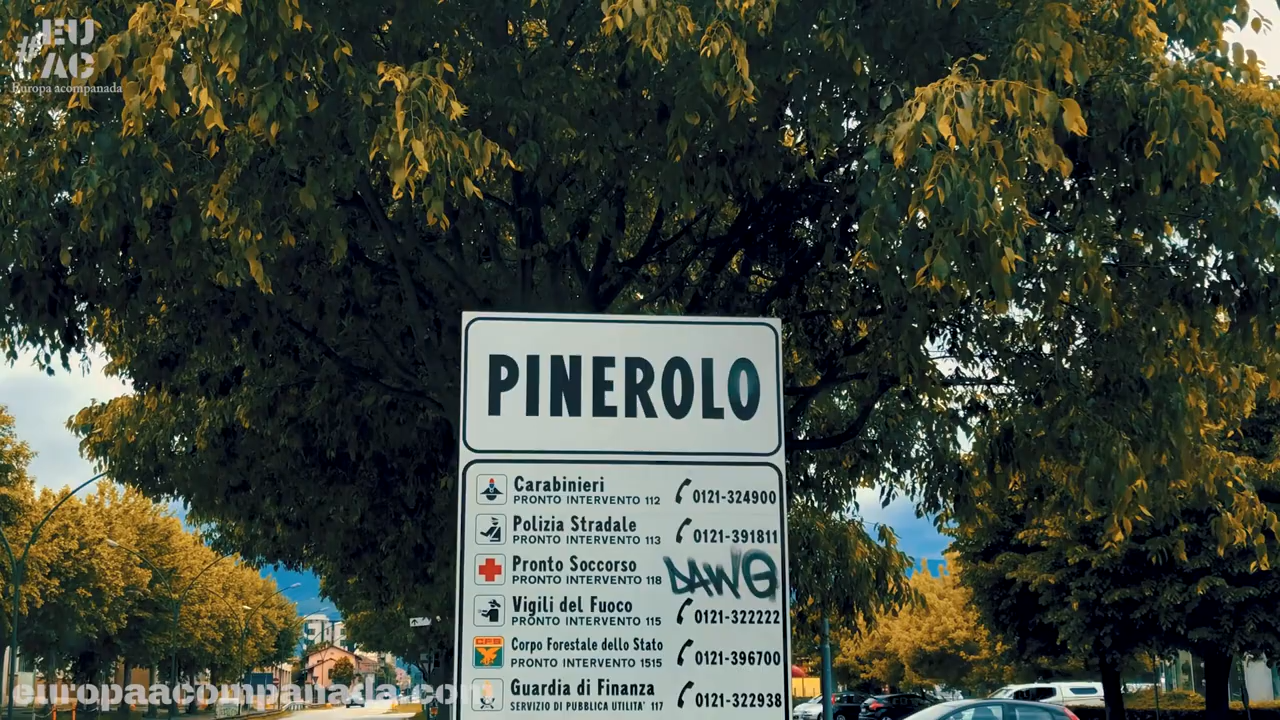 #EU
AC
Europa acompanada
PINEROLO
Carabinieri
PRONTO INTERVENTO 112 0121-324900
Polizia Stradale
PRONTO INTERVENTO 113 0121-391811
Pronto Soccorso
PRONTO INTERVENTO 118 DAWG
Vigili del Fuoco
PRONTO INTERVENTO 115 0121-322222
CFS
Corpo Forestale dello Stato
PRONTO INTERVENTO 1515 0121-396700
Guardia di Finanza
SERVIZIO DI PUBBLICA UTILITA' 117 0121-322938
europaacompanada.com